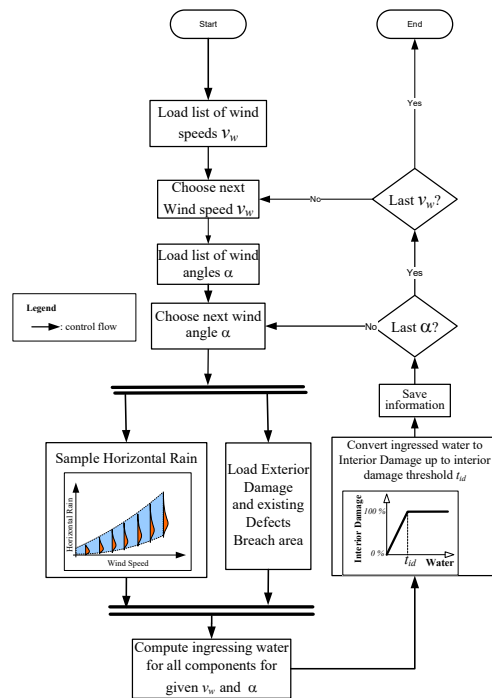 Start
End
Load list of wind
speeds v_w
Yes
Choose next
Wind speed v_w
No
Last v_w?
Load list of wind
angles α
Yes
Legend
: control flow
Choose next wind
angle α
No
Last α?
Save
information
Sample Horizontal Rain
Horizontal Rain
Wind Speed
Load Exterior
Damage
and existing
Defects
Breach area
Convert ingressed water to
Interior Damage up to interior
damage threshold t_id
Interior Damage
100 %
0 %
t_id
Water
Compute ingressing water
for all components for
given v_w and α